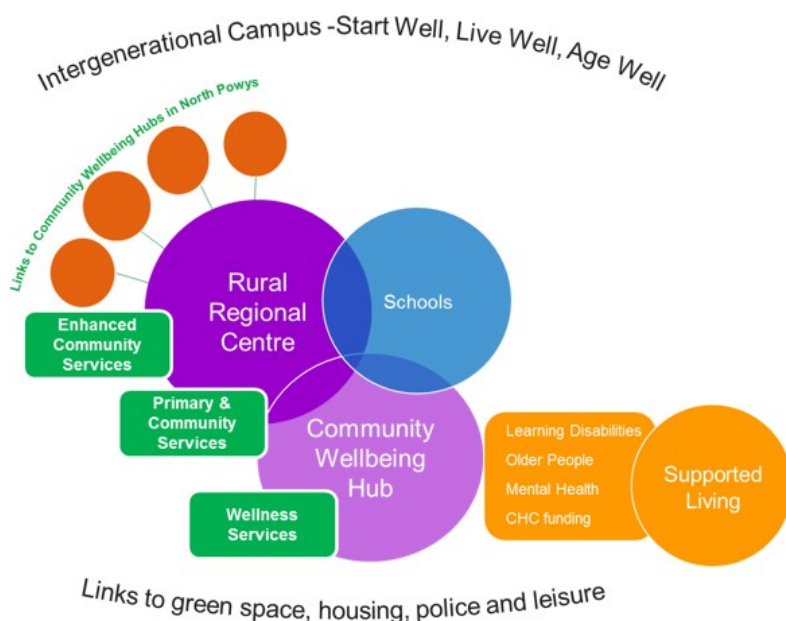 Intergenerational Campus -Start Well, Live Well, Age Well
Links to Community Wellbeing Hubs in North Powys
Rural
Regional
Centre
Schools
Enhanced
Community
Services
Primary &
Community
Services
Community
Wellbeing
Hub
Wellness
Services
Learning Disabilities
Older People
Mental Health
CHC funding
Supported
Living
Links to green space, housing, police and leisure